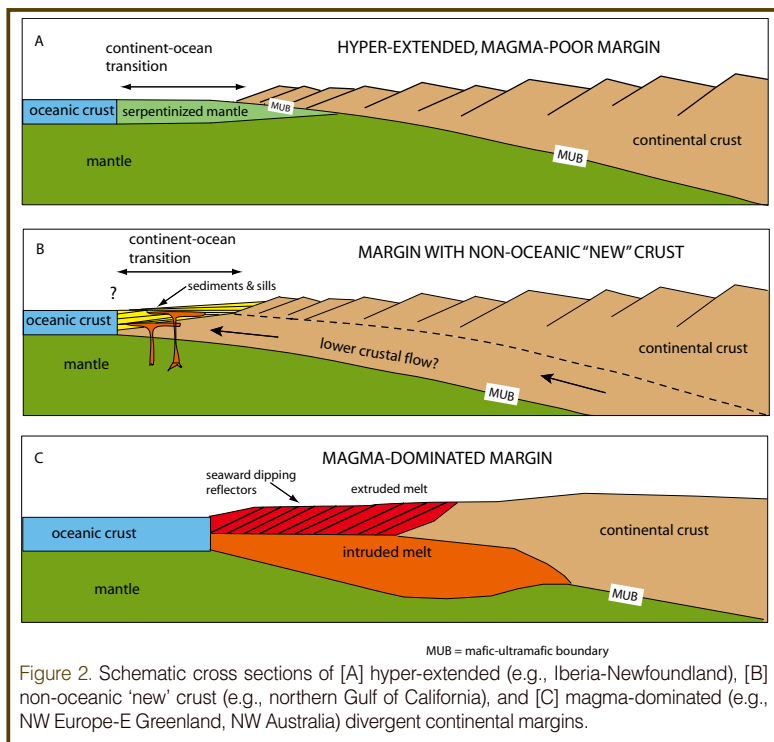 A
continent-ocean
transition
HYPER-EXTENDED, MAGMA-POOR MARGIN
oceanic crust
serpentinized mantle
MUB
continental crust
mantle
MUB
B
continent-ocean
transition
MARGIN WITH NON-OCEANIC "NEW" CRUST
?
sediments & sills
oceanic crust
continental crust
lower crustal flow?
mantle
MUB
C
MAGMA-DOMINATED MARGIN
seaward dipping
reflectors
extruded melt
oceanic crust
continental crust
intruded melt
mantle
MUB
MUB = mafic-ultramafic boundary
Figure 2. Schematic cross sections of [A] hyper-extended (e.g., Iberia-Newfoundland), [B]
non-oceanic 'new' crust (e.g., northern Gulf of California), and [C] magma-dominated (e.g.,
NW Europe-E Greenland, NW Australia) divergent continental margins.